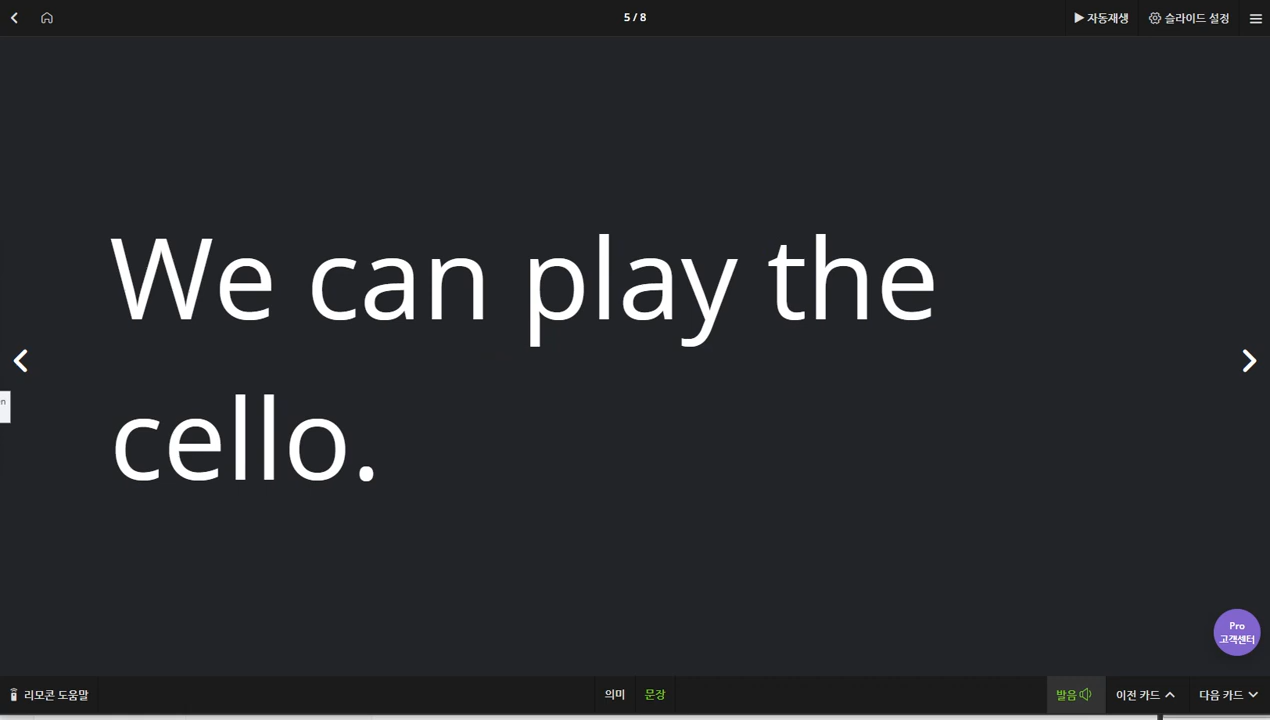 5 / 8
자동재생
슬라이드 설정
We can play the
cello.
Pro
고객센터
리모콘 도움말
의미
문장
발음
이전 카드
다음 카드